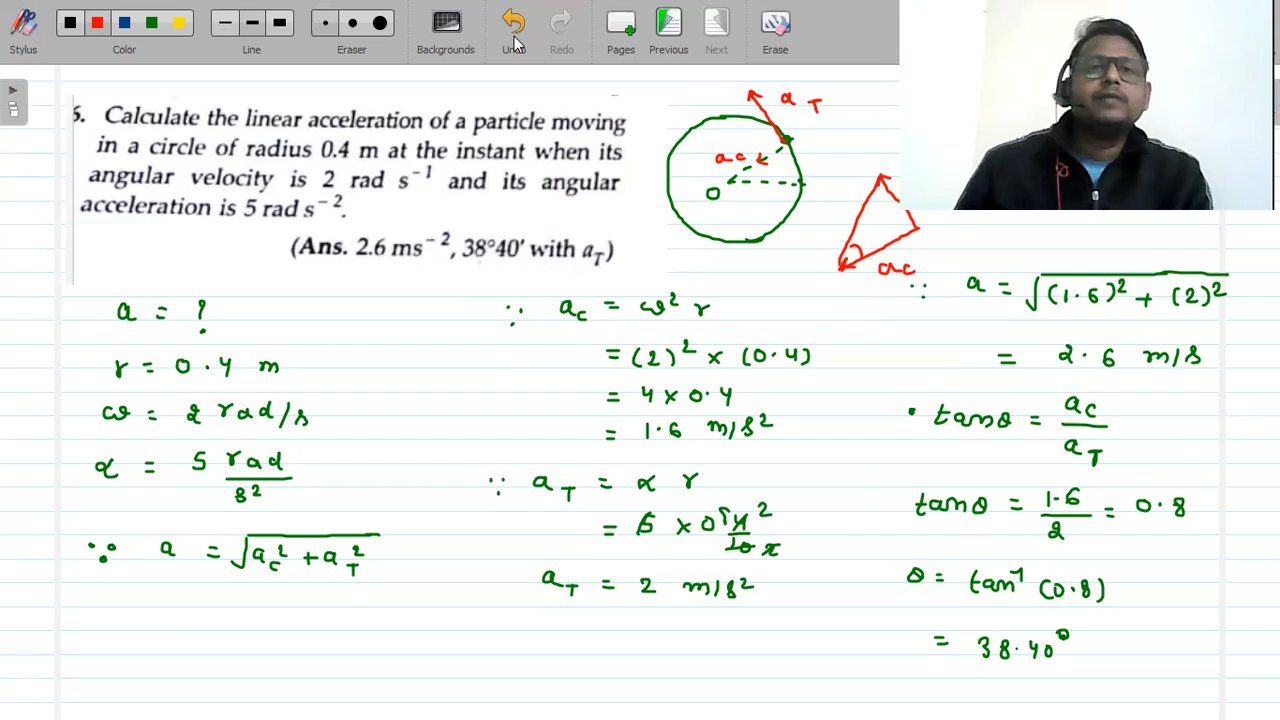 Stylus
Color
Line
Eraser
Backgrounds
Undo
Redo
Pages
Previous
Next
Erase
6. Calculate the linear acceleration of a particle moving
in a circle of radius 0.4 m at the instant when its
angular velocity is 2 rad s⁻¹ and its angular
acceleration is 5 rad s⁻².
(Ans. 2.6 ms⁻², 38°40' with a_T)
a_T
a_c
O
a_c
a = ?
r = 0.4 m
ω = 2 rad/s
α = 5 rad/s²
∵ a = √(a_c² + a_T²)
∵ a_c = ω² r
= (2)² × (0.4)
= 4 × 0.4
= 1.6 m/s²
∵ a_T = α r
a_T = 2 m/s²
∵ a = √((1.6)² + (2)²)
= 2.6 m/s
• tanθ = a_c/a_T
tanθ = 1.6/2 = 0.8
θ = tan⁻¹ (0.8)
= 38.40°